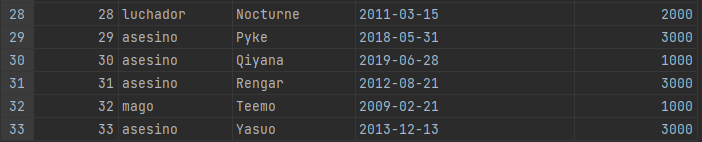 28 28 luchador Nocturne 2011-03-15 2000
29 29 asesino Pyke 2018-05-31 3000
30 30 asesino Qiyana 2019-06-28 1000
31 31 asesino Rengar 2012-08-21 3000
32 32 mago Teemo 2009-02-21 1000
33 33 asesino Yasuo 2013-12-13 3000